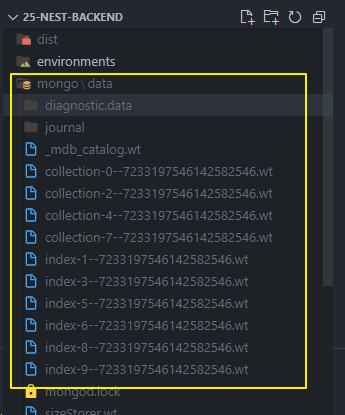 25-NEST-BACKEND
dist
environments
mongo\data
diagnostic.data
journal
_mdb_catalog.wt
collection-0--7233197546142582546.wt
collection-2--7233197546142582546.wt
collection-4--7233197546142582546.wt
collection-7--7233197546142582546.wt
index-1--7233197546142582546.wt
index-3--7233197546142582546.wt
index-5--7233197546142582546.wt
index-6--7233197546142582546.wt
index-8--7233197546142582546.wt
index-9--7233197546142582546.wt
mongod.lock
sizeStorer.wt